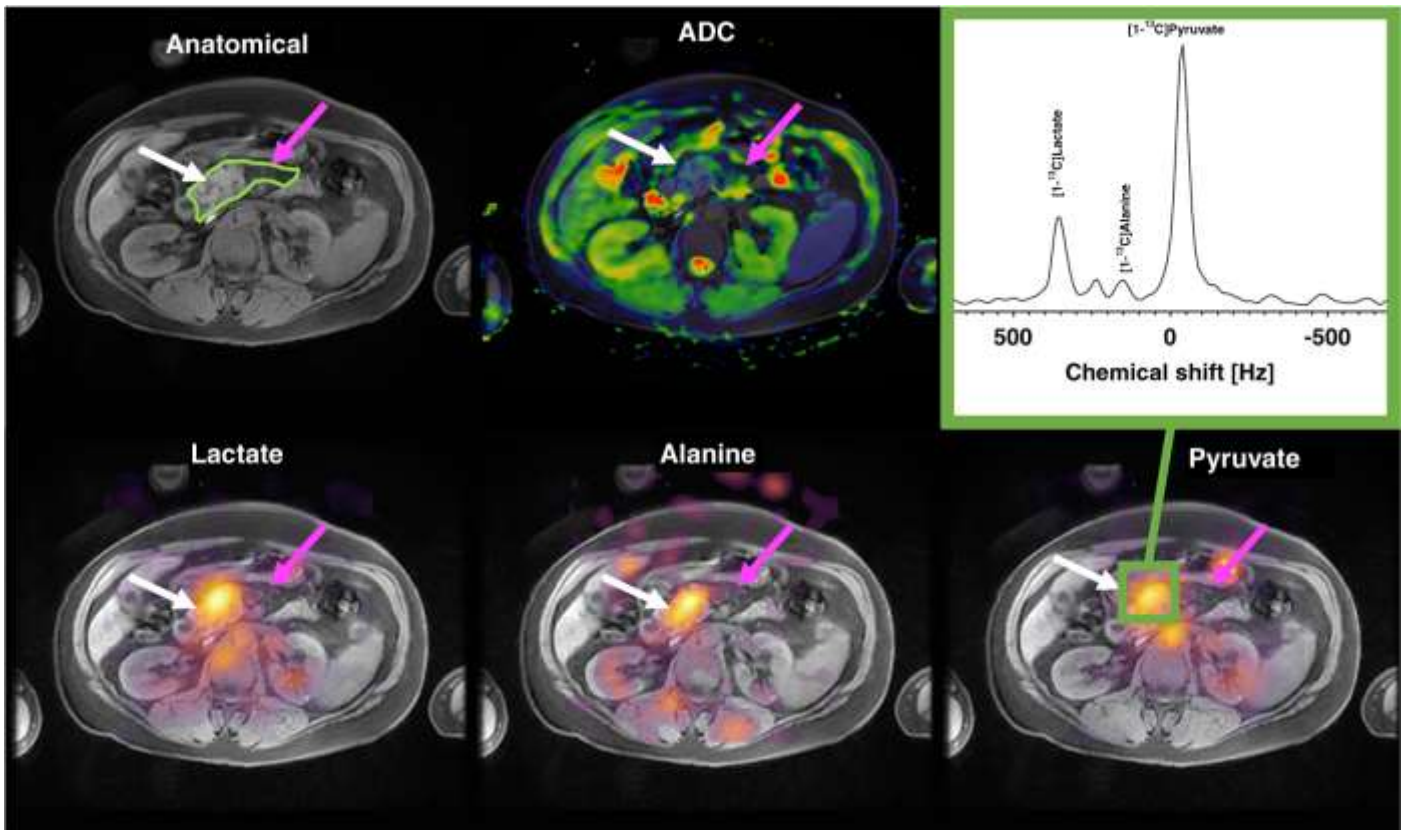 Anatomical
ADC
[1-¹³C]Pyruvate
[1-¹³C]Lactate
[1-¹³C]Alanine
500
0
-500
Chemical shift [Hz]
Lactate
Alanine
Pyruvate